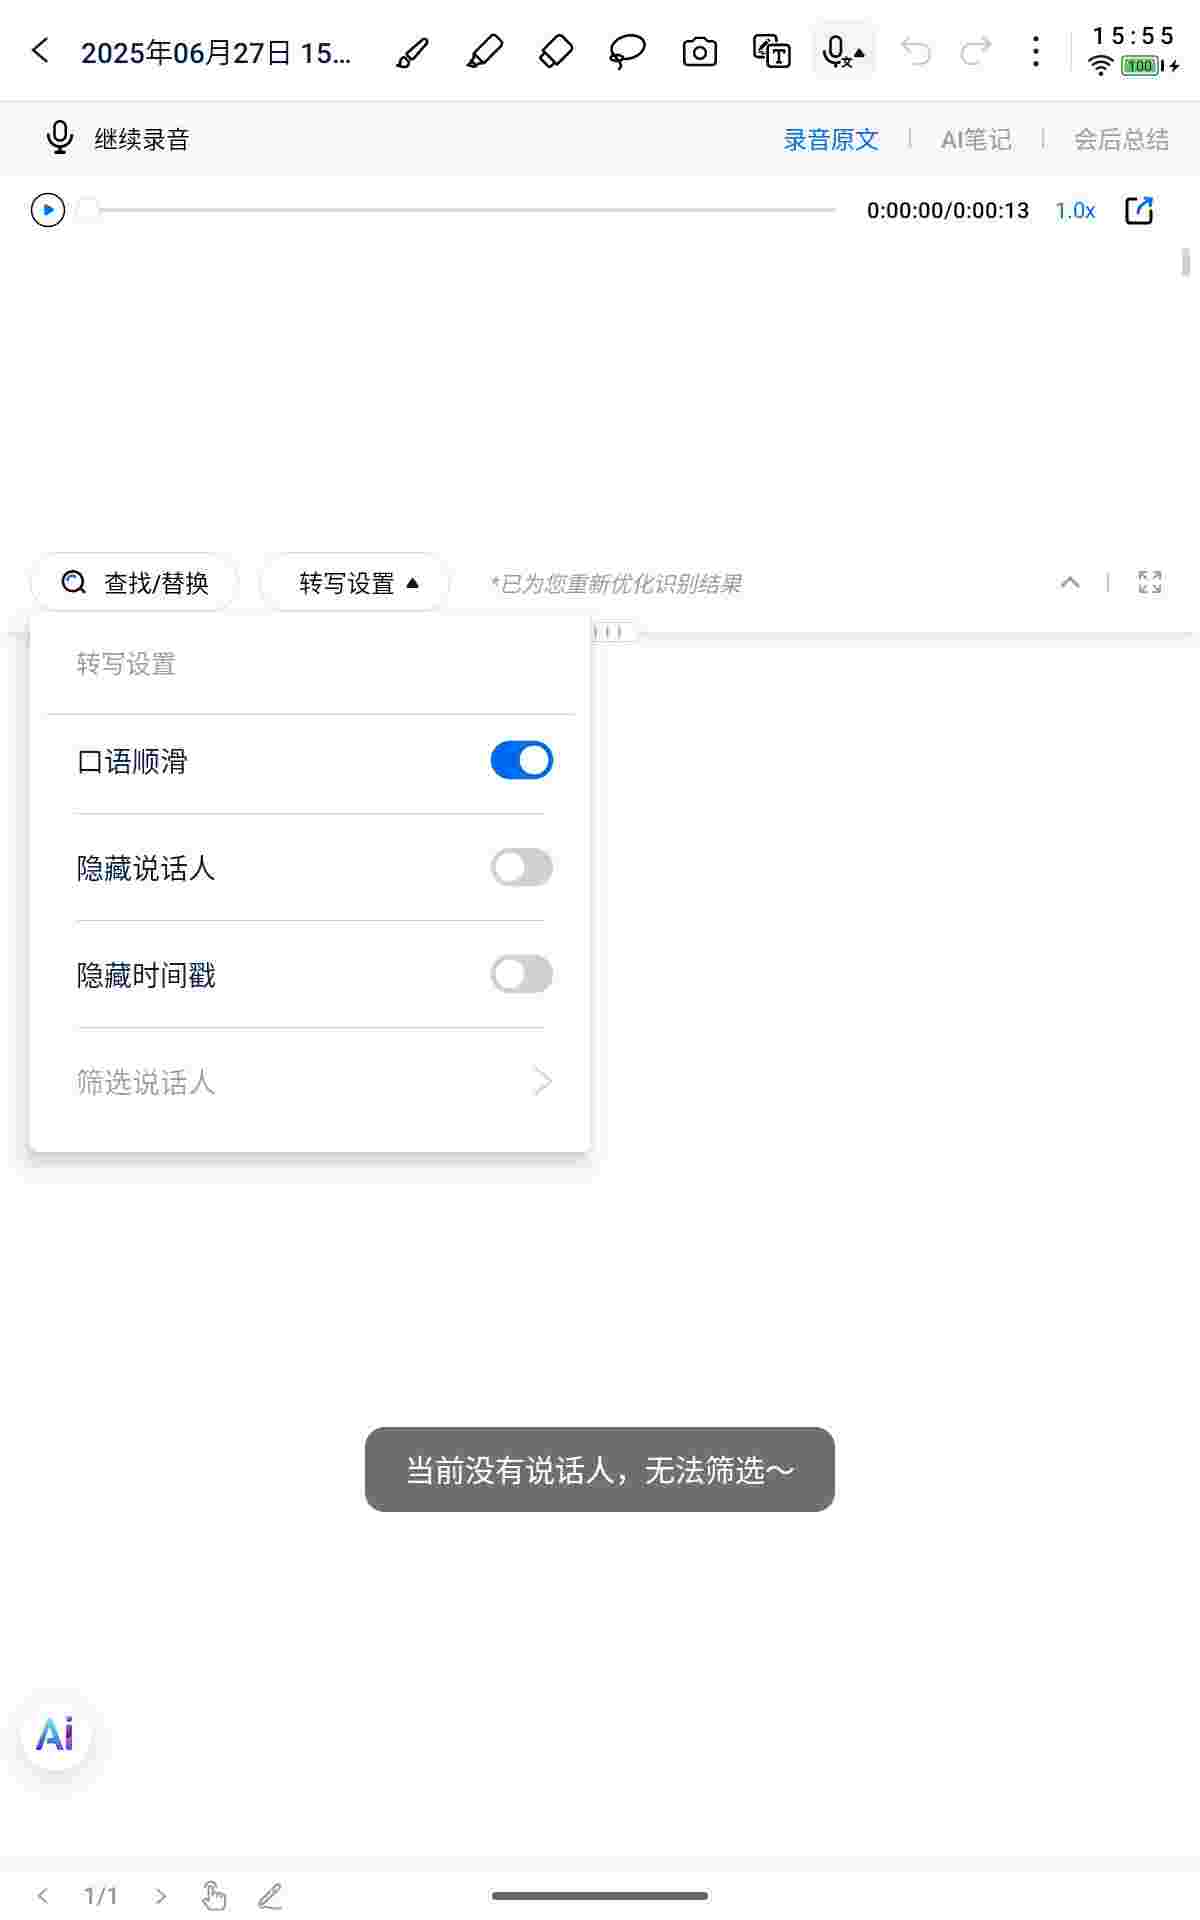 2025年06月27日 15...
15:55
100
继续录音
录音原文
AI笔记
会后总结
0:00:00/0:00:13
1.0x
查找/替换
转写设置
*已为您重新优化识别结果
转写设置
口语顺滑
隐藏说话人
隐藏时间戳
筛选说话人
当前没有说话人，无法筛选～
Ai
1/1